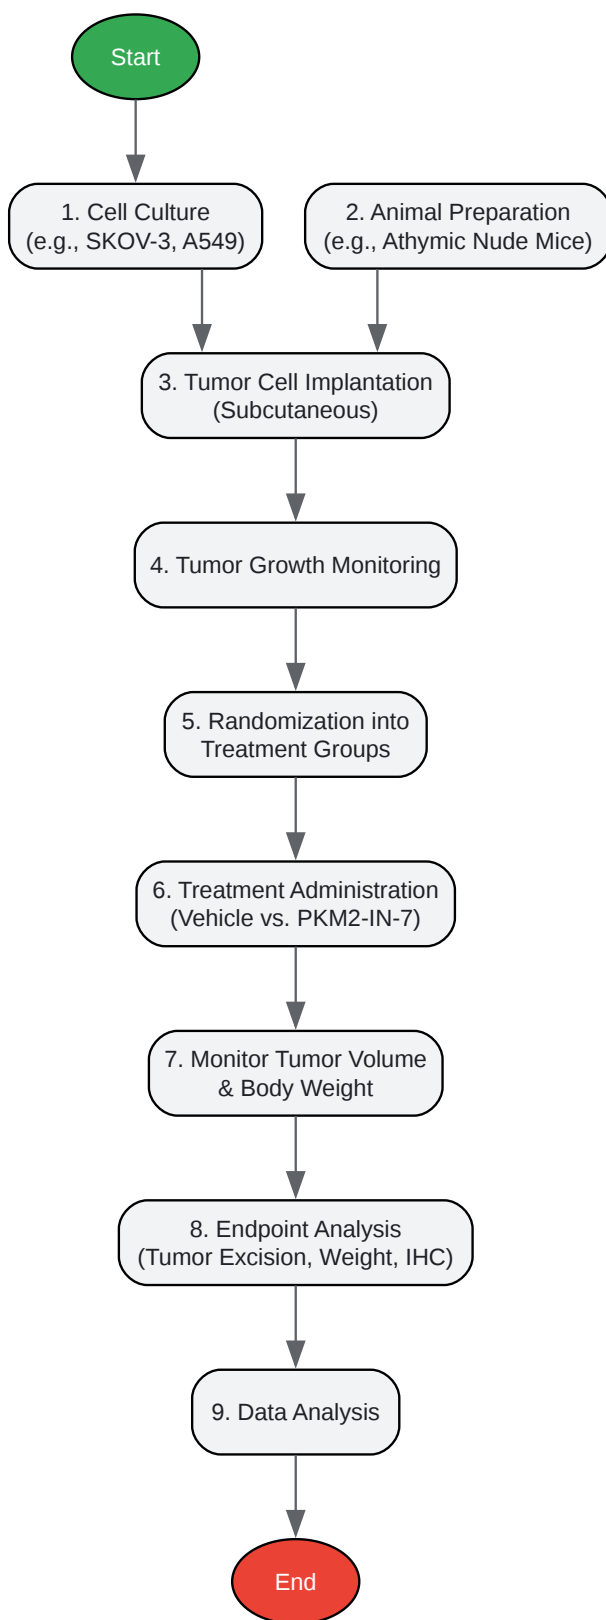 Start
1. Cell Culture
(e.g., SKOV-3, A549)
2. Animal Preparation
(e.g., Athymic Nude Mice)
3. Tumor Cell Implantation
(Subcutaneous)
4. Tumor Growth Monitoring
5. Randomization into
Treatment Groups
6. Treatment Administration
(Vehicle vs. PKM2-IN-7)
7. Monitor Tumor Volume
& Body Weight
8. Endpoint Analysis
(Tumor Excision, Weight, IHC)
9. Data Analysis
End